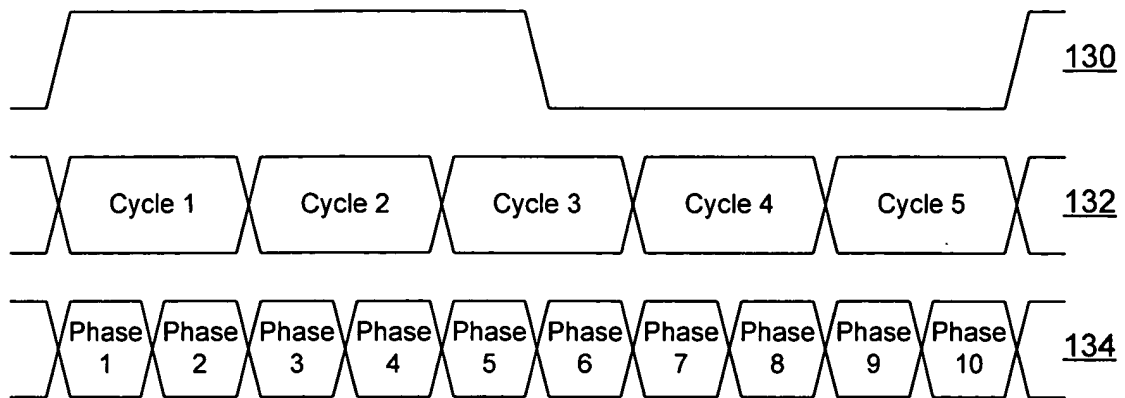 130
Cycle 1 Cycle 2 Cycle 3 Cycle 4 Cycle 5 132
Phase Phase Phase Phase Phase Phase Phase Phase Phase Phase
1 2 3 4 5 6 7 8 9 10 134